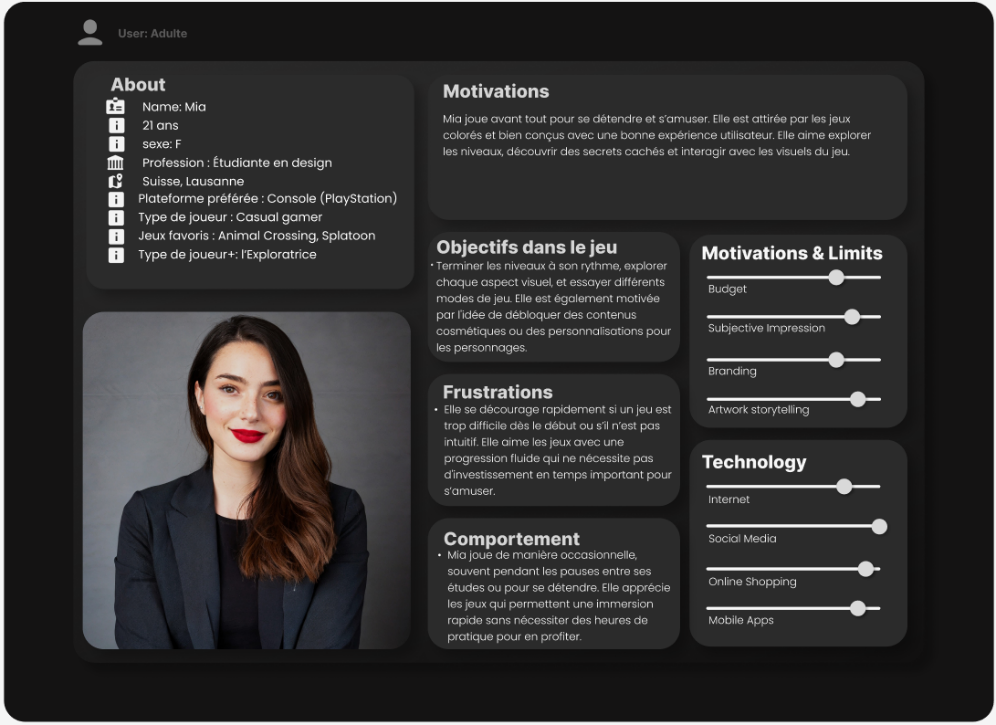 User: Adulte
About
Name: Mia
21 ans
sexe: F
Profession : Étudiante en design
Suisse, Lausanne
Plateforme préférée : Console (PlayStation)
Type de joueur : Casual gamer
Jeux favoris : Animal Crossing, Splatoon
Type de joueur+: l'Exploratrice
Motivations
Mia joue avant tout pour se détendre et s'amuser. Elle est attirée par les jeux
colorés et bien conçus avec une bonne expérience utilisateur. Elle aime explorer
les niveaux, découvrir des secrets cachés et interagir avec les visuels du jeu.
Objectifs dans le jeu
• Terminer les niveaux à son rythme, explorer
chaque aspect visuel, et essayer différents
modes de jeu. Elle est également motivée
par l'idée de débloquer des contenus
cosmétiques ou des personnalisations pour
les personnages.
Frustrations
• Elle se décourage rapidement si un jeu est
trop difficile dès le début ou s'il n'est pas
intuitif. Elle aime les jeux avec une
progression fluide qui ne nécessite pas
d'investissement en temps important pour
s'amuser.
Comportement
• Mia joue de manière occasionnelle,
souvent pendant les pauses entre ses
études ou pour se détendre. Elle apprécie
les jeux qui permettent une immersion
rapide sans nécessiter des heures de
pratique pour en profiter.
Motivations & Limits
Budget
Subjective Impression
Branding
Artwork storytelling
Technology
Internet
Social Media
Online Shopping
Mobile Apps